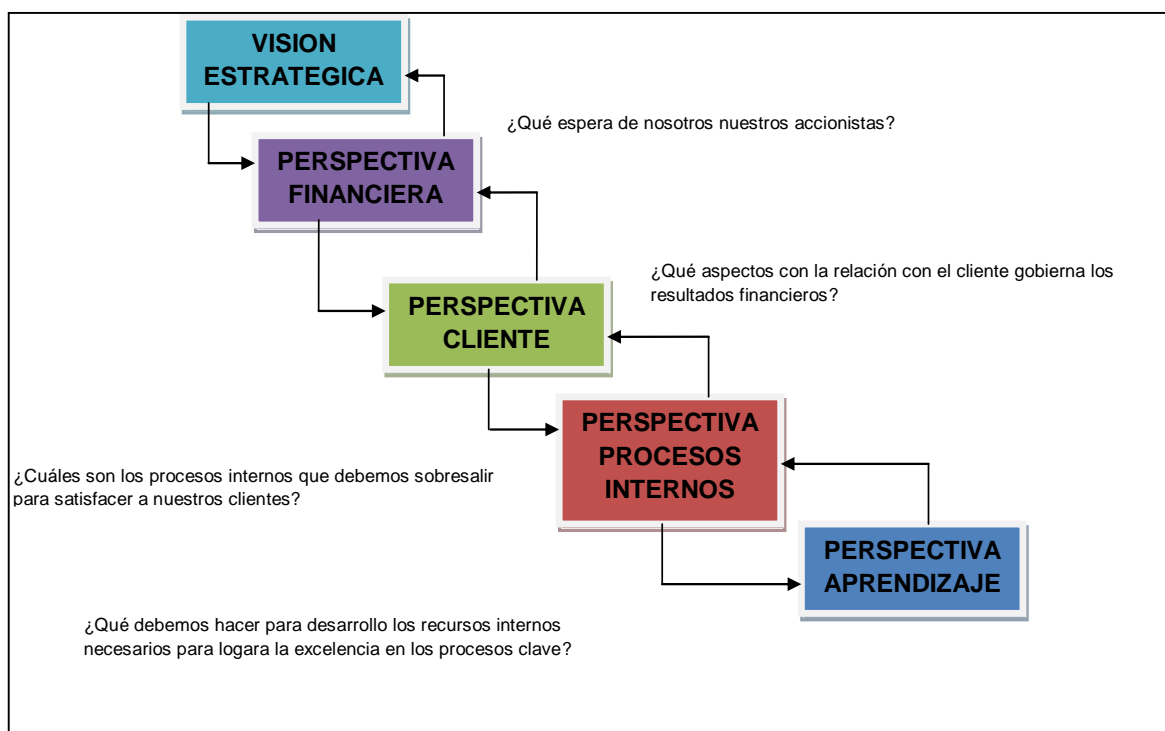 VISION
ESTRATEGICA
¿Qué espera de nosotros nuestros accionistas?
PERSPECTIVA
FINANCIERA
¿Qué aspectos con la relación con el cliente gobierna los
resultados financieros?
PERSPECTIVA
CLIENTE
PERSPECTIVA
PROCESOS
INTERNOS
¿Cuáles son los procesos internos que debemos sobresalir
para satisfacer a nuestros clientes?
PERSPECTIVA
APRENDIZAJE
¿Qué debemos hacer para desarrollo los recursos internos
necesarios para logara la excelencia en los procesos clave?